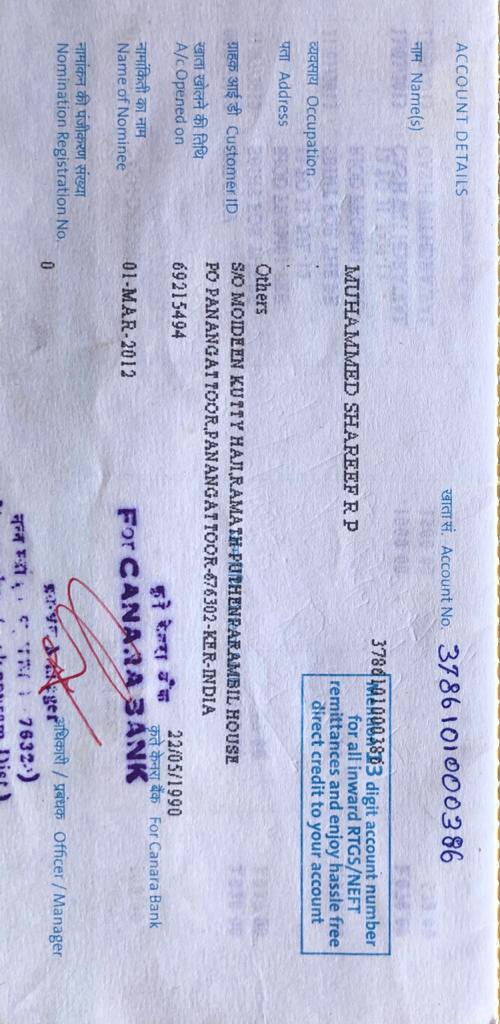 ACCOUNT DETAILS
खाता सं. Account No. 3786101000386
नाम Name(s)
MUHAMMED SHAREEF R P
3786101000386
13 digit account number
for all inward RTGS/NEFT
remittances and enjoy hassle free
direct credit to your account
व्यवसाय Occupation
Others
पता Address
S/O MOIDEEN KUTTY HAJI,RAMATH PUTHENPARAMBIL HOUSE
PO PANANGATTOOR,PANANGATTOOR-676302-KER-INDIA
ग्राहक आई डी Customer ID
69215494
22/05/1990
खाता खोलने की तिथि
A/c Opened on
01-MAR-2012
कृते केनरा बैंक For Canara Bank
कृते केनरा बैंक
For CANARA BANK
नामांकिती का नाम
Name of Nominee
0
नामांकन की पंजीकरण संख्या
Nomination Registration No.
अधिकारी / प्रबंधक Officer / Manager